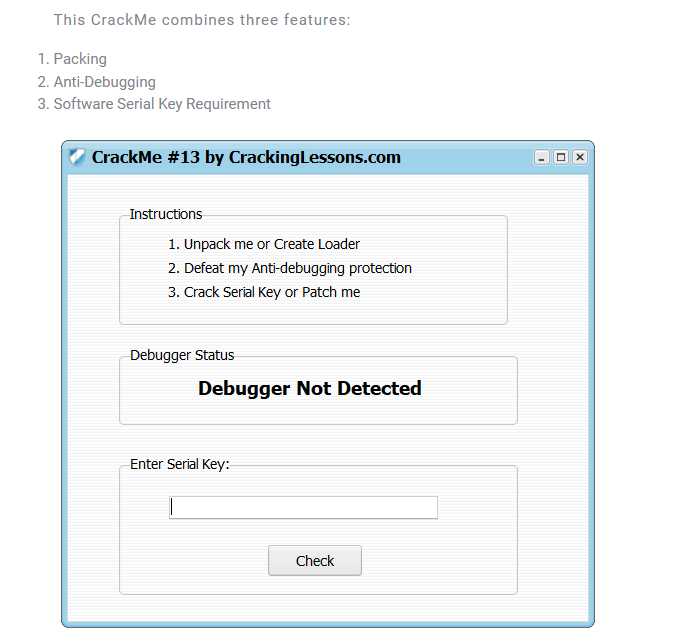 This CrackMe combines three features:
1. Packing
2. Anti-Debugging
3. Software Serial Key Requirement
CrackMe #13 by CrackingLessons.com
Instructions
1. Unpack me or Create Loader
2. Defeat my Anti-debugging protection
3. Crack Serial Key or Patch me
Debugger Status
Debugger Not Detected
Enter Serial Key:
Check